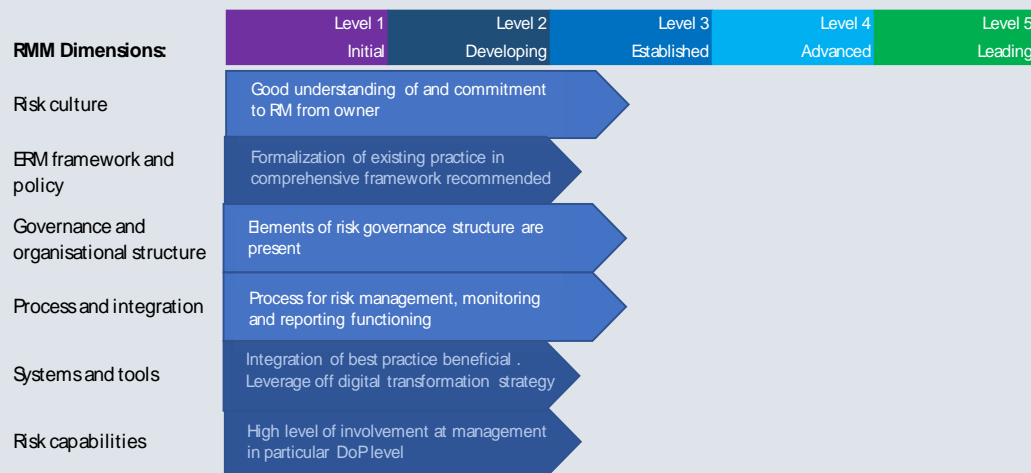 Level 1 Level 2 Level 3 Level 4 Level 5
RMM Dimensions: Initial Developing Established Advanced Leading
Risk culture
Good understanding of and commitment
to RM from owner
ERM framework and
policy
Formalization of existing practice in
comprehensive framework recommended
Governance and
organisational structure
Elements of risk governance structure are
present
Process and integration
Process for risk management, monitoring
and reporting functioning
Systems and tools
Integration of best practice beneficial .
Leverage off digital transformation strategy
Risk capabilities
High level of involvement at management
in particular DoP level